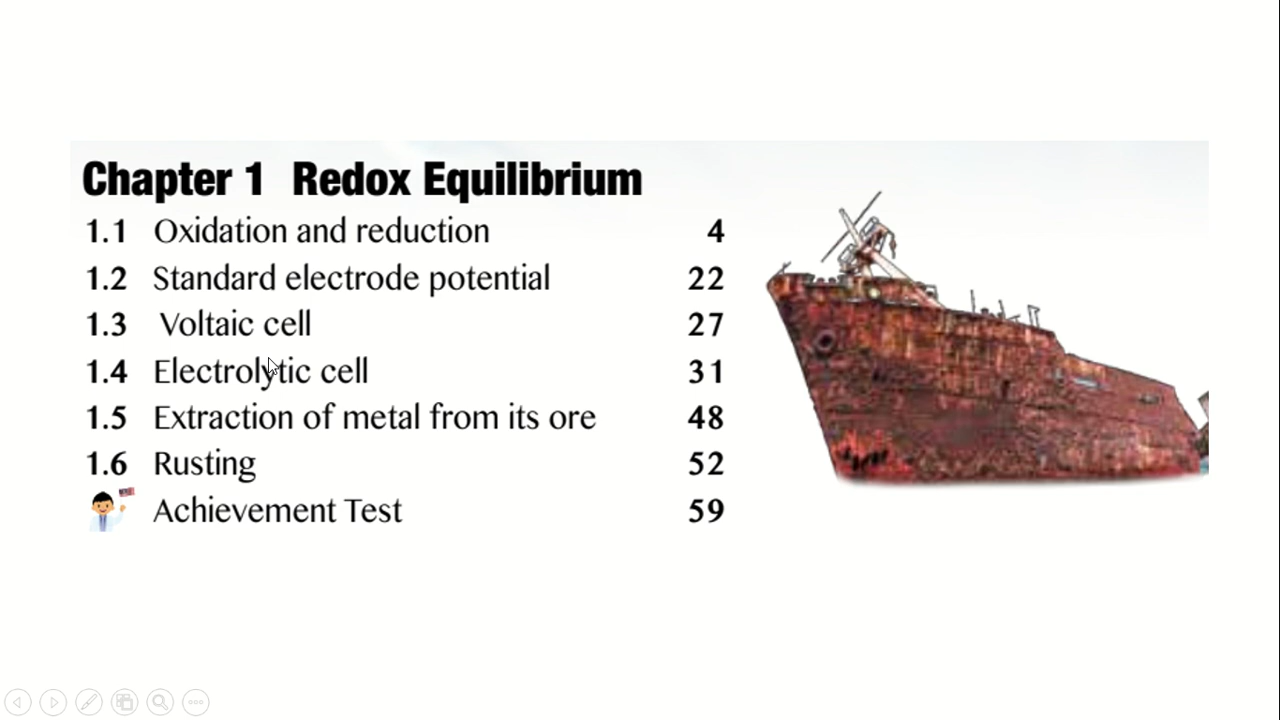 Chapter 1 Redox Equilibrium
1.1 Oxidation and reduction 4
1.2 Standard electrode potential 22
1.3 Voltaic cell 27
1.4 Electrolytic cell 31
1.5 Extraction of metal from its ore 48
1.6 Rusting 52
Achievement Test 59